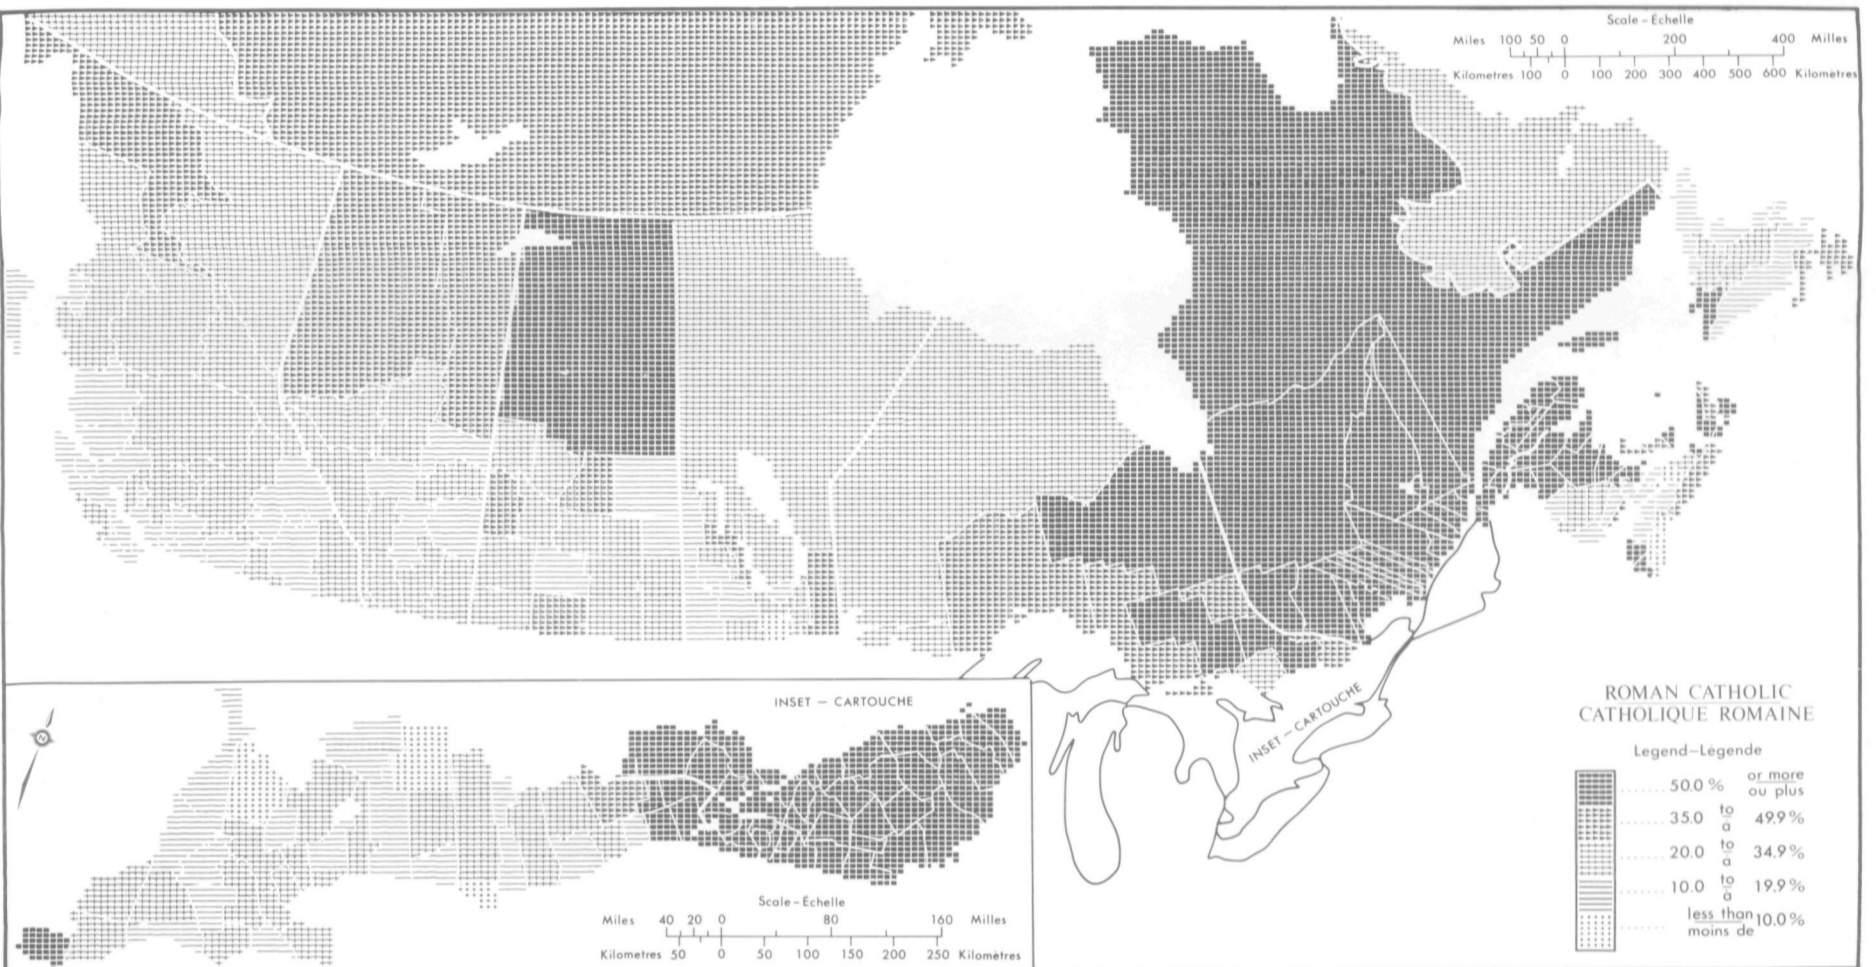 Scale – Échelle
Miles 100 50 0 200 400 Milles
Kilometres 100 0 100 200 300 400 500 600 Kilomètres
INSET – CARTOUCHE
N
Scale – Échelle
Miles 40 20 0 80 160 Milles
Kilometres 50 0 50 100 150 200 250 Kilomètres
INSET – CARTOUCHE
ROMAN CATHOLIC
CATHOLIQUE ROMAINE
Legend–Légende
50.0 % or more
ou plus
35.0 to
à 49.9 %
20.0 to
à 34.9 %
10.0 to
à 19.9 %
less than
moins de 10.0 %